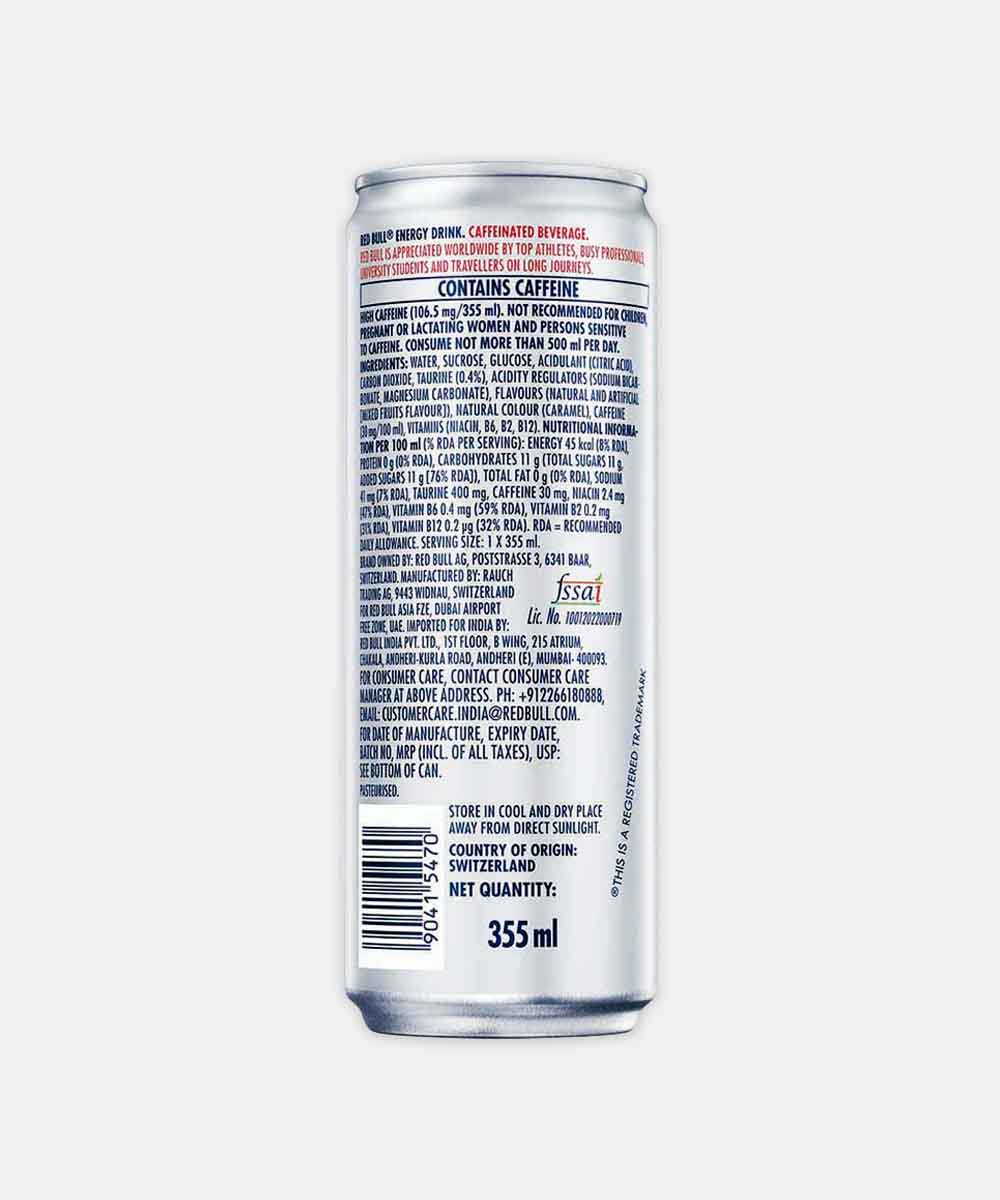 RED BULL® ENERGY DRINK. CAFFEINATED BEVERAGE.
RED BULL IS APPRECIATED WORLDWIDE BY TOP ATHLETES, BUSY PROFESSIONALS,
UNIVERSITY STUDENTS AND TRAVELLERS ON LONG JOURNEYS.
CONTAINS CAFFEINE
HIGH CAFFEINE (106.5 mg/355 ml). NOT RECOMMENDED FOR CHILDREN,
PREGNANT OR LACTATING WOMEN AND PERSONS SENSITIVE
TO CAFFEINE. CONSUME NOT MORE THAN 500 ml PER DAY.
INGREDIENTS: WATER, SUCROSE, GLUCOSE, ACIDULANT (CITRIC ACID),
CARBON DIOXIDE, TAURINE (0.4%), ACIDITY REGULATORS (SODIUM BICAR-
BONATE, MAGNESIUM CARBONATE), FLAVOURS (NATURAL AND ARTIFICIAL
[MIXED FRUITS FLAVOUR]), NATURAL COLOUR (CARAMEL), CAFFEINE
(30 mg/100 ml), VITAMINS (NIACIN, B6, B2, B12). NUTRITIONAL INFORMA-
TION PER 100 ml (% RDA PER SERVING): ENERGY 45 kcal (8% RDA),
PROTEIN 0 g (0% RDA), CARBOHYDRATES 11 g (TOTAL SUGARS 11 g,
ADDED SUGARS 11 g [76% RDA]), TOTAL FAT 0 g (0% RDA), SODIUM
41 mg (7% RDA), TAURINE 400 mg, CAFFEINE 30 mg, NIACIN 2.4 mg
(47% RDA), VITAMIN B6 0.4 mg (59% RDA), VITAMIN B2 0.2 mg
(31% RDA), VITAMIN B12 0.2 µg (32% RDA). RDA = RECOMMENDED
DAILY ALLOWANCE. SERVING SIZE: 1 X 355 ml.
BRAND OWNED BY: RED BULL AG, POSTSTRASSE 3, 6341 BAAR,
SWITZERLAND. MANUFACTURED BY: RAUCH
TRADING AG, 9443 WIDNAU, SWITZERLAND
FOR RED BULL ASIA FZE, DUBAI AIRPORT
FREE ZONE, UAE. IMPORTED FOR INDIA BY:
fssai
Lic. No. 10012022000719
RED BULL INDIA PVT. LTD., 1ST FLOOR, B WING, 215 ATRIUM,
CHAKALA, ANDHERI-KURLA ROAD, ANDHERI (E), MUMBAI- 400093.
FOR CONSUMER CARE, CONTACT CONSUMER CARE
MANAGER AT ABOVE ADDRESS. PH: +912266180888,
EMAIL: CUSTOMERCARE.INDIA@REDBULL.COM.
FOR DATE OF MANUFACTURE, EXPIRY DATE,
BATCH NO, MRP (INCL. OF ALL TAXES), USP:
SEE BOTTOM OF CAN.
PASTEURISED.
STORE IN COOL AND DRY PLACE
AWAY FROM DIRECT SUNLIGHT.
COUNTRY OF ORIGIN:
SWITZERLAND
NET QUANTITY:
355 ml
9041 5470
®THIS IS A REGISTERED TRADEMARK